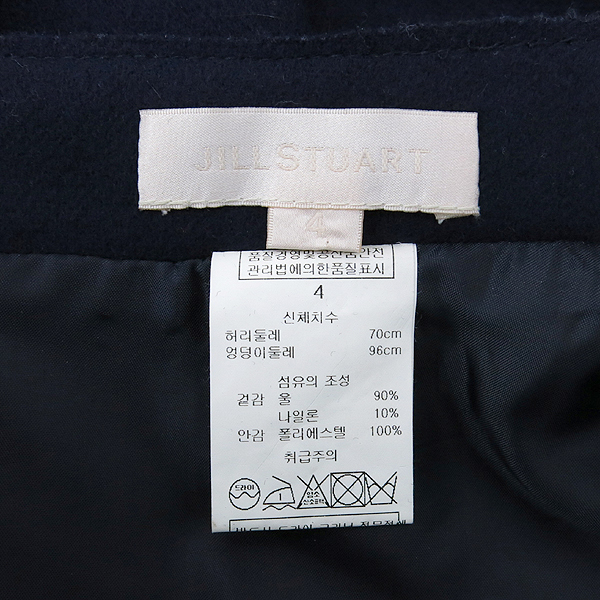 JILLSTUART
4
품질경영및공산품안전
관리법에의한품질표시
4
신체치수
허리둘레 70cm
엉덩이둘레 96cm
섬유의 조성
겉감 울 90%
나일론 10%
안감 폴리에스텔 100%
취급주의
드라이